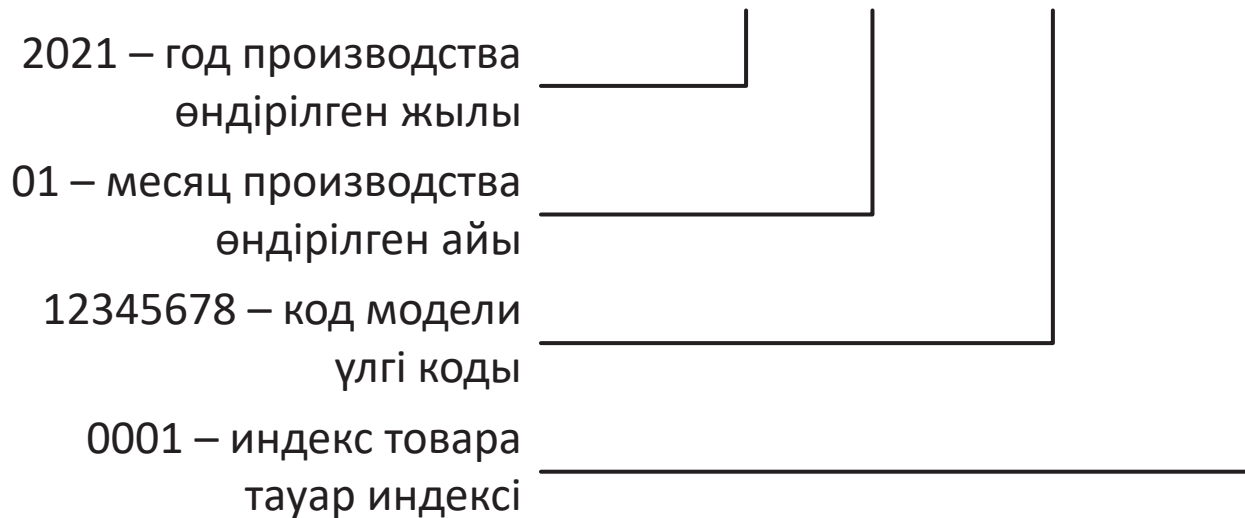 2021 – год производства
өндірілген жылы
01 – месяц производства
өндірілген айы
12345678 – код модели
үлгі коды
0001 – индекс товара
тауар индексі